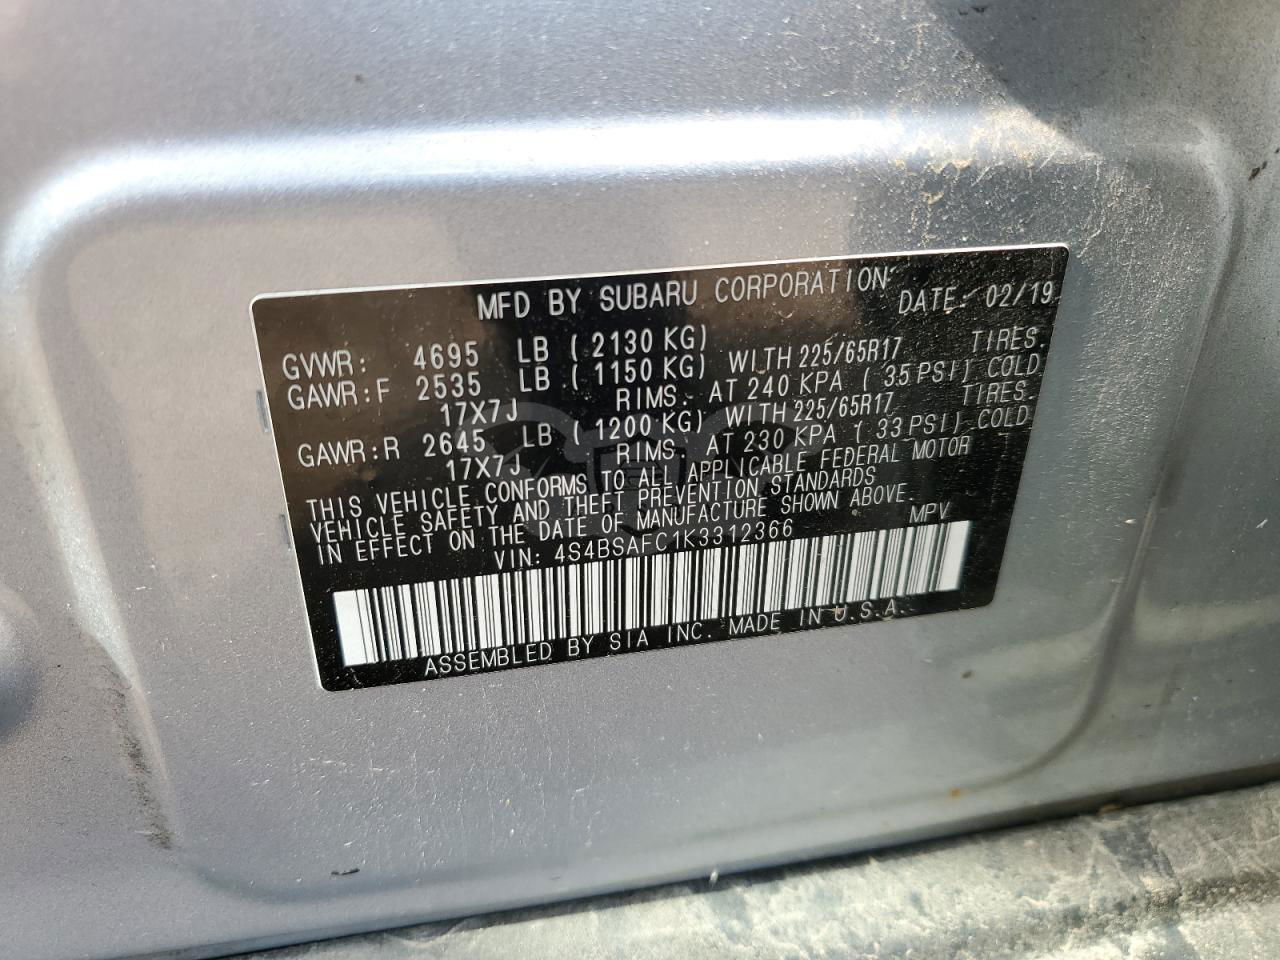 MFD BY SUBARU CORPORATION DATE: 02/19
GVWR: 4695 LB ( 2130 KG)
GAWR:F 2535 LB ( 1150 KG) WITH 225/65R17 TIRES.
17X7J RIMS. AT 240 KPA ( 35 PSI) COLD
GAWR:R 2645 LB ( 1200 KG) WITH 225/65R17 TIRES.
17X7J RIMS. AT 230 KPA ( 33 PSI) COLD
THIS VEHICLE CONFORMS TO ALL APPLICABLE FEDERAL MOTOR
VEHICLE SAFETY AND THEFT PREVENTION STANDARDS
IN EFFECT ON THE DATE OF MANUFACTURE SHOWN ABOVE.
VIN: 4S4BSAFC1K3312366 MPV
ASSEMBLED BY SIA INC. MADE IN U.S.A.